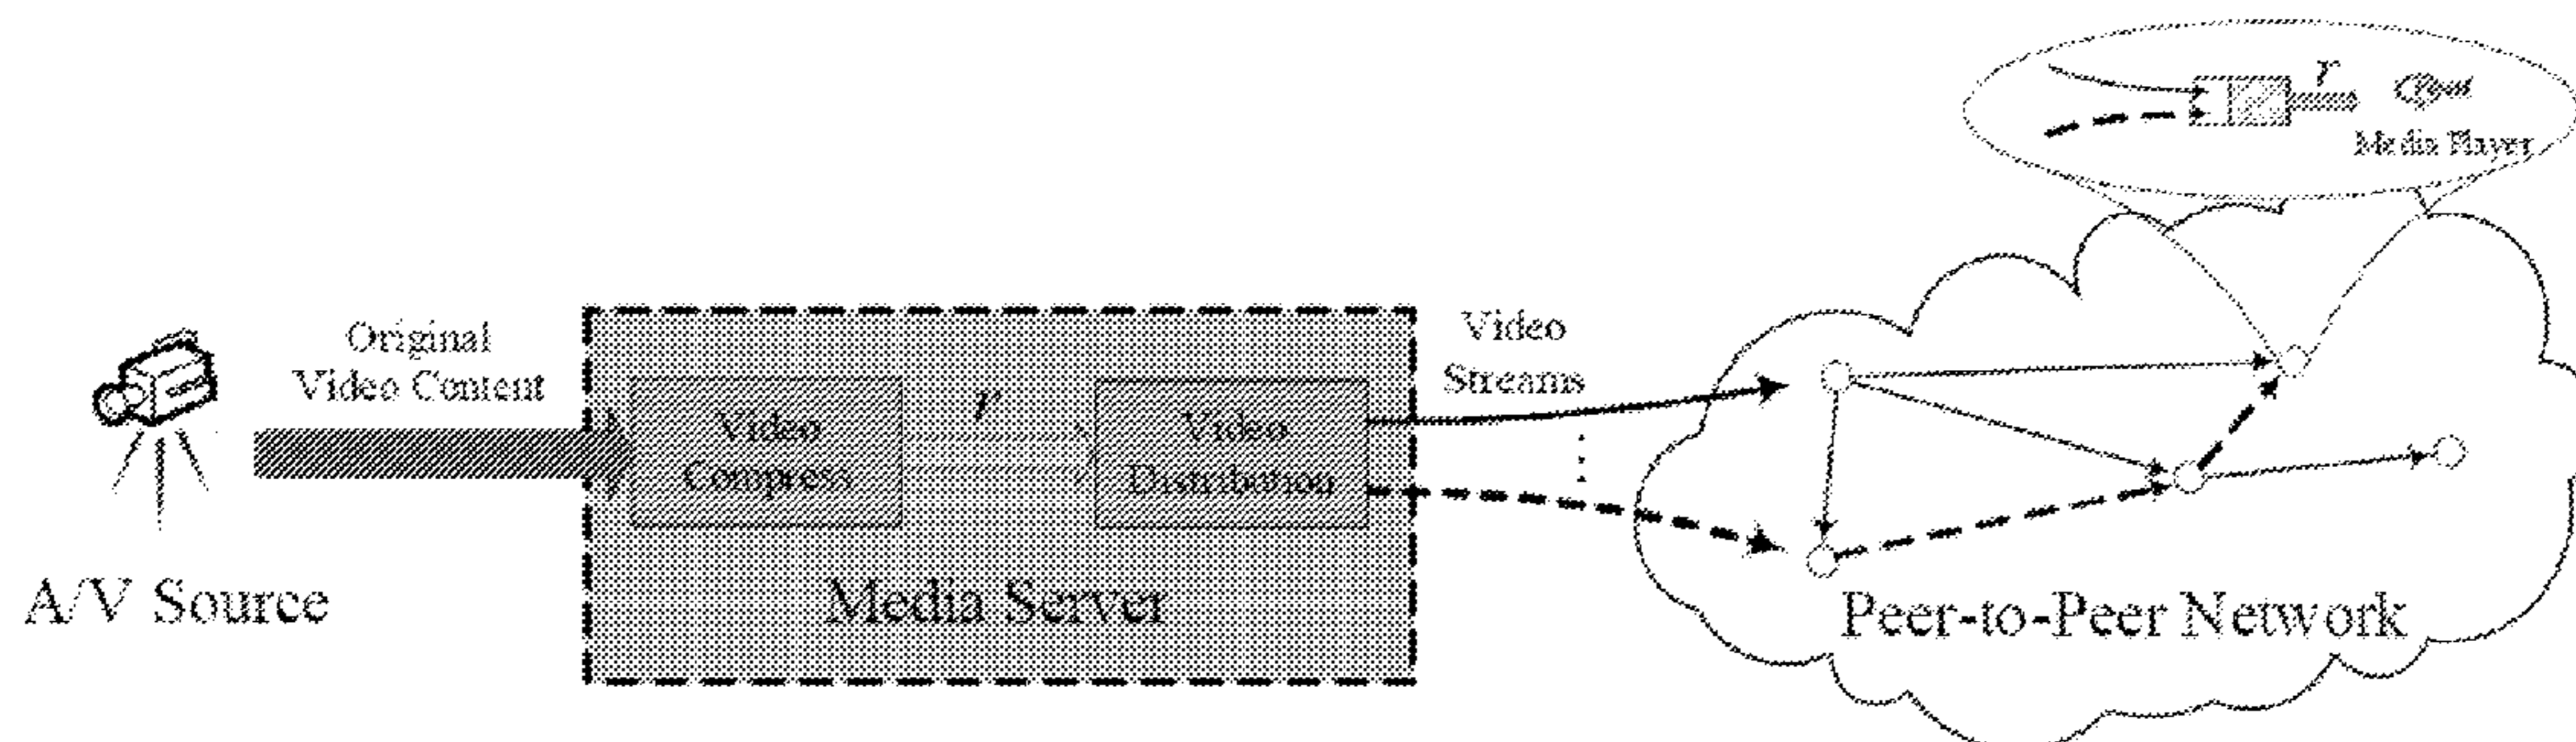 r
Media Player
Original
Video Content
Video
Streams
Video
Compress
r
Video
Distribution
A/V Source
Media Server
Peer-to-Peer Network